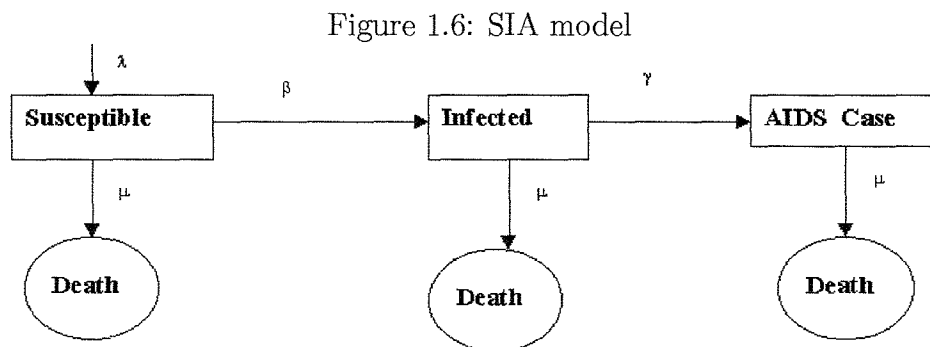 Figure 1.6: SIA model
λ
β
γ
Susceptible
Infected
AIDS Case
μ
μ
μ
Death
Death
Death